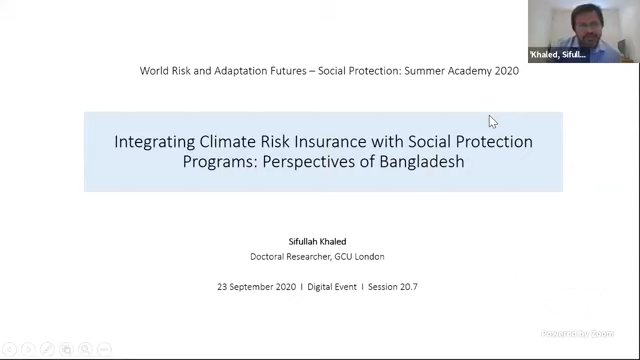 'Khaled, Sifull...
World Risk and Adaptation Futures – Social Protection: Summer Academy 2020
Integrating Climate Risk Insurance with Social Protection
Programs: Perspectives of Bangladesh
Sifullah Khaled
Doctoral Researcher, GCU London
23 September 2020 I Digital Event I Session 20.7
Powered by Zoom